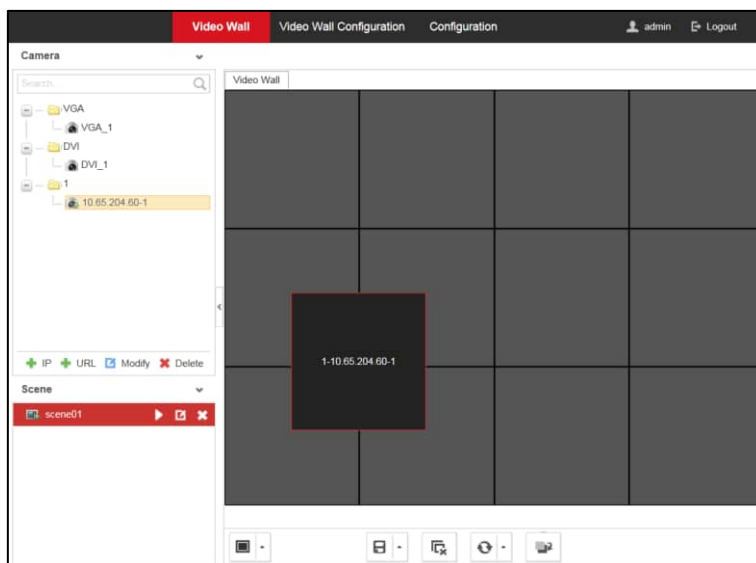 Video Wall Video Wall Configuration Configuration admin Logout
Camera
Search...
Video Wall
VGA
VGA_1
DVI
DVI_1
1
10.65.204.60-1
1-10.65.204.60-1
IP URL Modify Delete
Scene
scene01
2